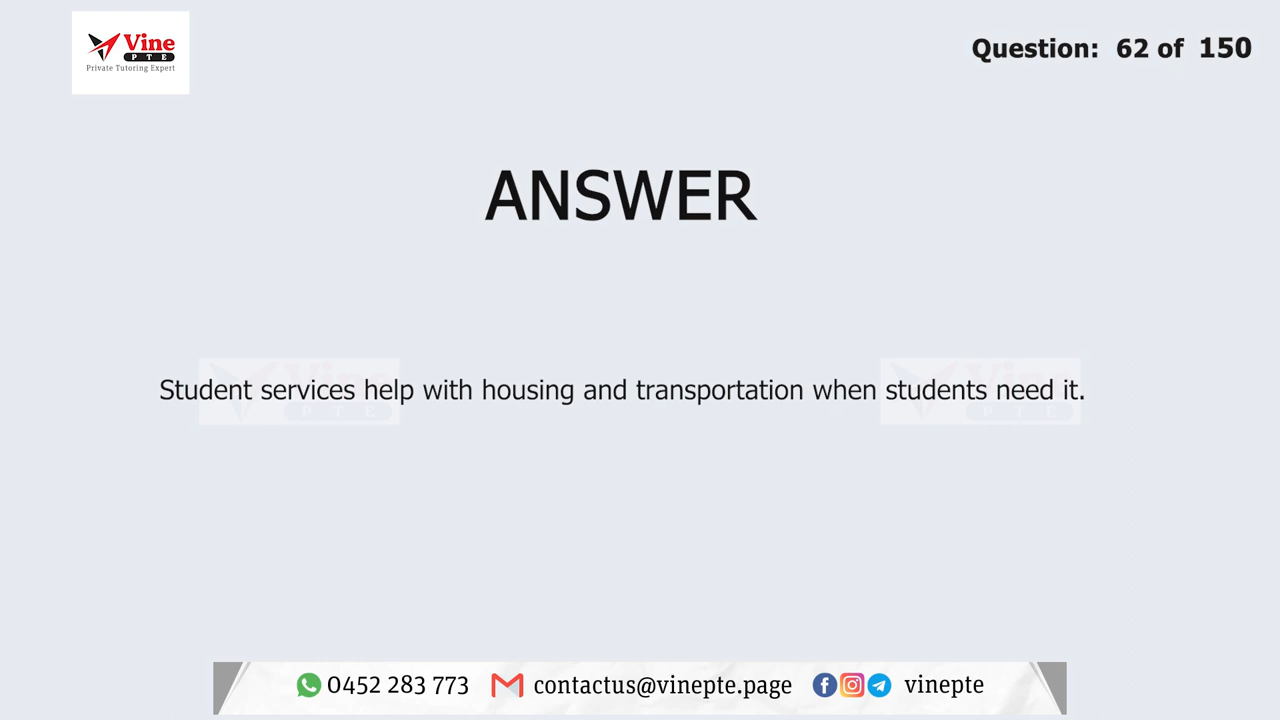 Vine
PTE
Private Tutoring Expert
Question: 62 of 150
ANSWER
Student services help with housing and transportation when students need it.
0452 283 773 contactus@vinepte.page vinepte